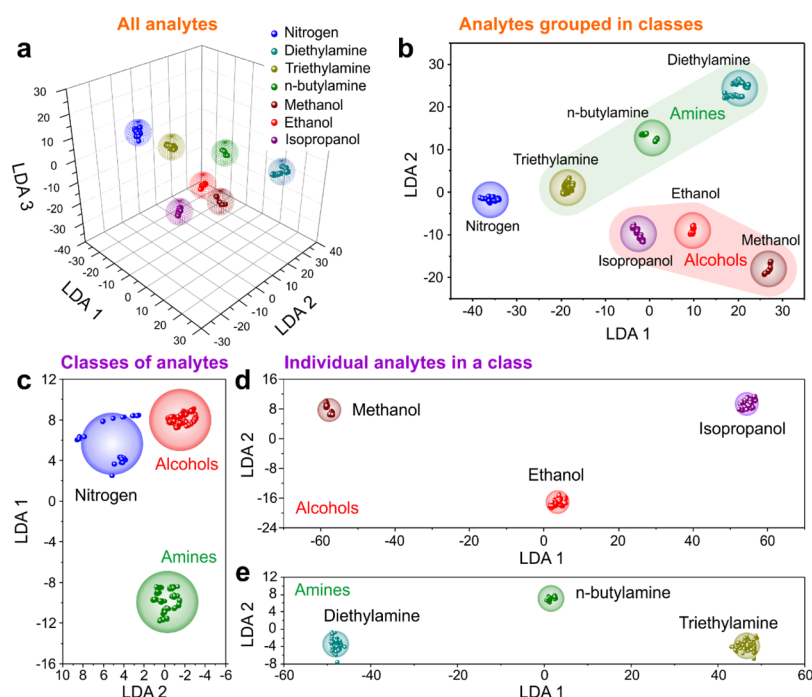 All analytes
Analytes grouped in classes
a
Nitrogen
Diethylamine
Triethylamine
n-butylamine
Methanol
Ethanol
Isopropanol
LDA 3
30
20
10
0
-10
-20
-30
-40
-30
-20
-10
0
10
20
30
LDA 1
-30
-20
-10
0
10
20
30
40
LDA 2
b
Diethylamine
n-butylamine
Amines
Triethylamine
Nitrogen
Ethanol
Methanol
Isopropanol
Alcohols
LDA 2
30
20
10
0
-10
-20
-40 -30 -20 -10 0 10 20 30
LDA 1
Classes of analytes
Individual analytes in a class
c
12
8
4
0
-4
-8
-12
-16
LDA 1
Alcohols
Nitrogen
Amines
10 8 6 4 2 0 -2 -4 -6
LDA 2
d
16
8
0
-8
-16
-24
LDA 2
Methanol
Isopropanol
Ethanol
Alcohols
-60 -40 -20 0 20 40 60
LDA 1
e
12
8
4
0
-4
-8
LDA 2
Amines
n-butylamine
Diethylamine
Triethylamine
-60 -40 -20 0 20 40 60
LDA 1